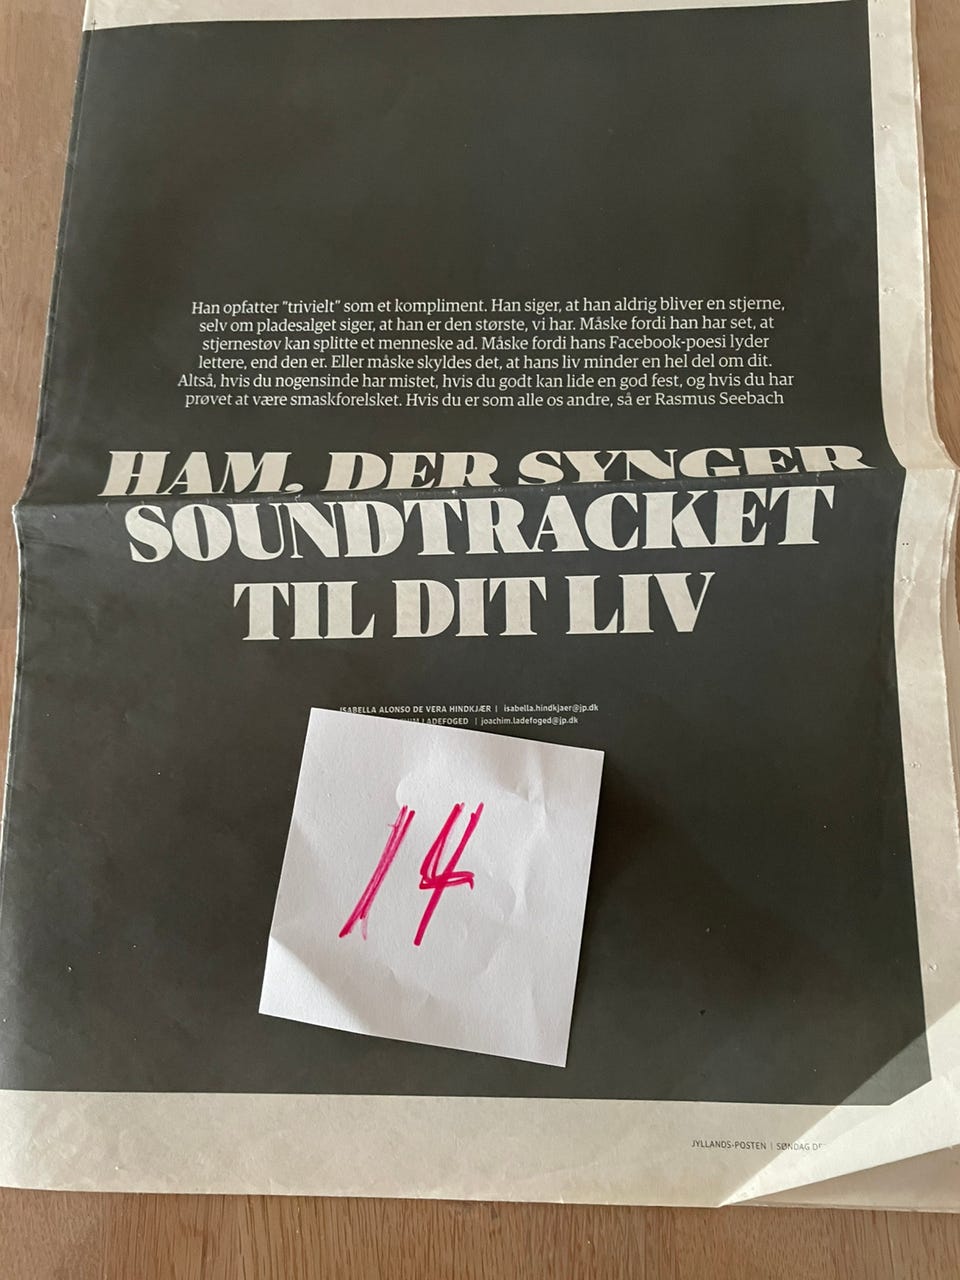 Han opfatter "trivielt" som et kompliment. Han siger, at han aldrig bliver en stjerne,
selv om pladesalget siger, at han er den største, vi har. Måske fordi han har set, at
stjernestøv kan splitte et menneske ad. Måske fordi hans Facebook-poesi lyder
lettere, end den er. Eller måske skyldes det, at hans liv minder en hel del om dit.
Altså, hvis du nogensinde har mistet, hvis du godt kan lide en god fest, og hvis du har
prøvet at være smaskforelsket. Hvis du er som alle os andre, så er Rasmus Seebach
HAM, DER SYNGER
SOUNDTRACKET
TIL DIT LIV
ISABELLA ALONSO DE VERA HINDKJÆR | isabella.hindkjaer@jp.dk
LADEFOGED | joachim.ladefoged@jp.dk
14
JYLLANDS-POSTEN | SØNDAG